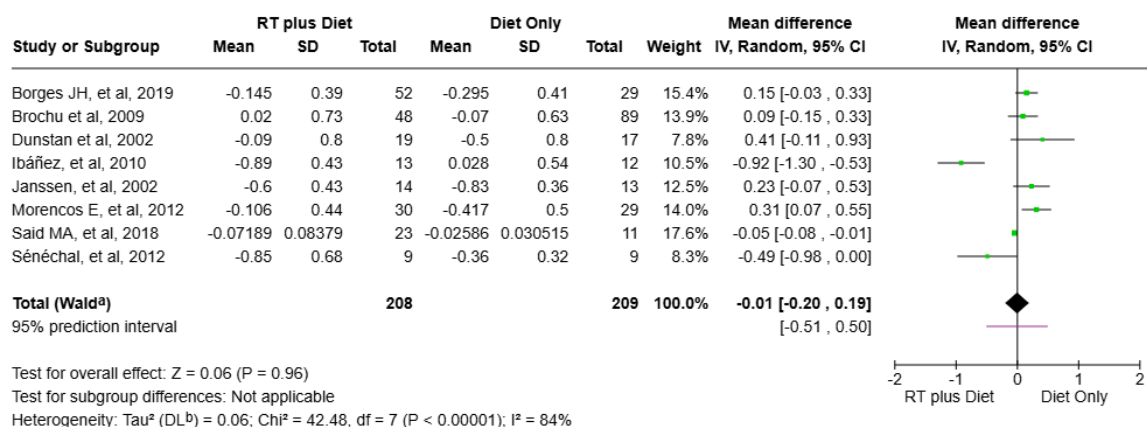 RT plus Diet Diet Only Mean difference Mean difference
Study or Subgroup Mean SD Total Mean SD Total Weight IV, Random, 95% CI IV, Random, 95% CI
Borges JH, et al, 2019 -0.145 0.39 52 -0.295 0.41 29 15.4% 0.15 [-0.03 , 0.33]
Brochu et al, 2009 0.02 0.73 48 -0.07 0.63 89 13.9% 0.09 [-0.15 , 0.33]
Dunstan et al, 2002 -0.09 0.8 19 -0.5 0.8 17 7.8% 0.41 [-0.11 , 0.93]
Ibáñez, et al, 2010 -0.89 0.43 13 0.028 0.54 12 10.5% -0.92 [-1.30 , -0.53]
Janssen, et al, 2002 -0.6 0.43 14 -0.83 0.36 13 12.5% 0.23 [-0.07 , 0.53]
Morencos E, et al, 2012 -0.106 0.44 30 -0.417 0.5 29 14.0% 0.31 [0.07 , 0.55]
Said MA, et al, 2018 -0.07189 0.08379 23 -0.02586 0.030515 11 17.6% -0.05 [-0.08 , -0.01]
Sénéchal, et al, 2012 -0.85 0.68 9 -0.36 0.32 9 8.3% -0.49 [-0.98 , 0.00]
Total (Waldᵃ) 208 209 100.0% -0.01 [-0.20 , 0.19]
95% prediction interval [-0.51 , 0.50]
Test for overall effect: Z = 0.06 (P = 0.96)
-2 -1 0 1 2
Test for subgroup differences: Not applicable
RT plus Diet Diet Only
Heterogeneity: Tau² (DLᵇ) = 0.06; Chi² = 42.48, df = 7 (P < 0.00001); I² = 84%